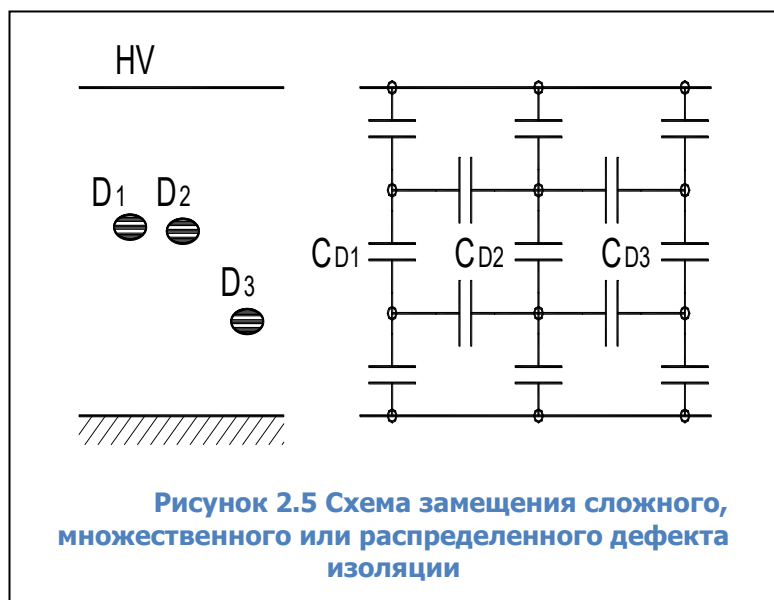 HV
D1 D2
D3
CD1 CD2 CD3
Рисунок 2.5 Схема замещения сложного,
множественного или распределенного дефекта
изоляции